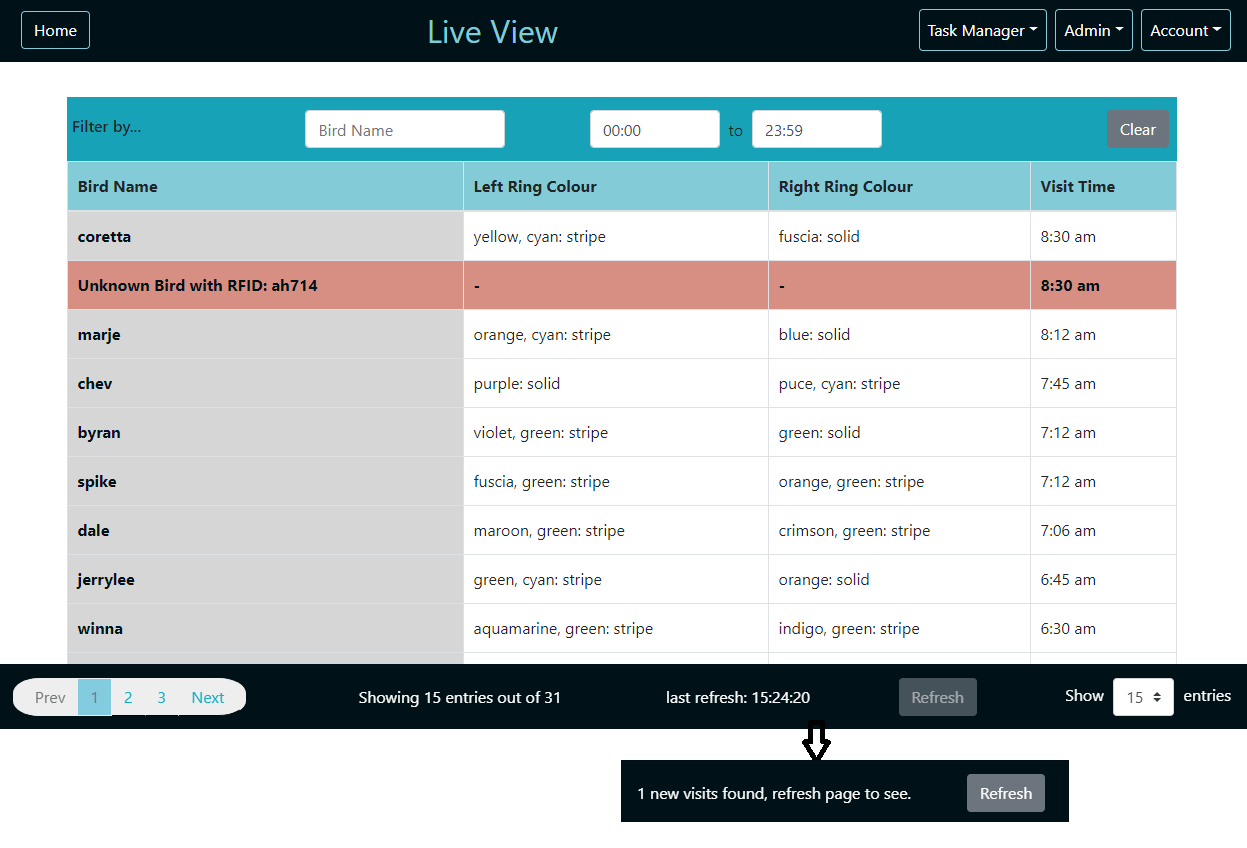 Home Live View Task Manager Admin Account
Filter by... Bird Name 00:00 to 23:59 Clear
Bird Name Left Ring Colour Right Ring Colour Visit Time
coretta yellow, cyan: stripe fuscia: solid 8:30 am
Unknown Bird with RFID: ah714 - - 8:30 am
marje orange, cyan: stripe blue: solid 8:12 am
chev purple: solid puce, cyan: stripe 7:45 am
byran violet, green: stripe green: solid 7:12 am
spike fuscia, green: stripe orange, green: stripe 7:12 am
dale maroon, green: stripe crimson, green: stripe 7:06 am
jerrylee green, cyan: stripe orange: solid 6:45 am
winna aquamarine, green: stripe indigo, green: stripe 6:30 am
Prev 1 2 3 Next Showing 15 entries out of 31 last refresh: 15:24:20 Refresh Show 15 entries
1 new visits found, refresh page to see. Refresh